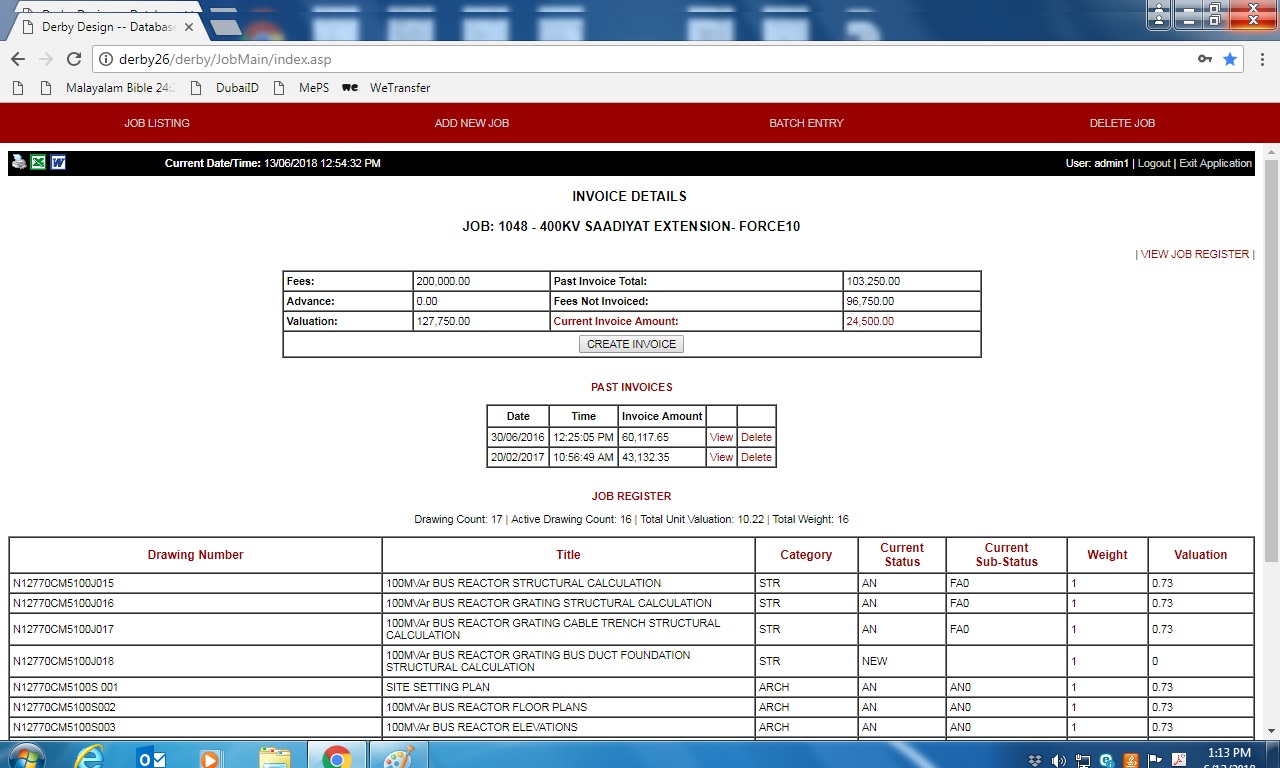 Derby Design -- Databas
derby26/derby/JobMain/index.asp
Malayalam Bible 24: DubaiID MePS we WeTransfer
JOB LISTING ADD NEW JOB BATCH ENTRY DELETE JOB
Current Date/Time: 13/06/2018 12:54:32 PM User: admin1 | Logout | Exit Application
INVOICE DETAILS
JOB: 1048 - 400KV SAADIYAT EXTENSION- FORCE10
| VIEW JOB REGISTER |
Fees: 200,000.00 Past Invoice Total: 103,250.00
Advance: 0.00 Fees Not Invoiced: 96,750.00
Valuation: 127,750.00 Current Invoice Amount: 24,500.00
CREATE INVOICE
PAST INVOICES
Date Time Invoice Amount
30/06/2016 12:25:05 PM 60,117.65 View Delete
20/02/2017 10:56:49 AM 43,132.35 View Delete
JOB REGISTER
Drawing Count: 17 | Active Drawing Count: 16 | Total Unit Valuation: 10.22 | Total Weight: 16
Drawing Number Title Category Current Status Current Sub-Status Weight Valuation
N12770CM5100J015 100MVAr BUS REACTOR STRUCTURAL CALCULATION STR AN FA0 1 0.73
N12770CM5100J016 100MVAr BUS REACTOR GRATING STRUCTURAL CALCULATION STR AN FA0 1 0.73
N12770CM5100J017 100MVAr BUS REACTOR GRATING CABLE TRENCH STRUCTURAL CALCULATION STR AN FA0 1 0.73
N12770CM5100J018 100MVAr BUS REACTOR GRATING BUS DUCT FOUNDATION STRUCTURAL CALCULATION STR NEW 1 0
N12770CM5100S 001 SITE SETTING PLAN ARCH AN AN0 1 0.73
N12770CM5100S002 100MVAr BUS REACTOR FLOOR PLANS ARCH AN AN0 1 0.73
N12770CM5100S003 100MVAr BUS REACTOR ELEVATIONS ARCH AN AN0 1 0.73
1:13 PM